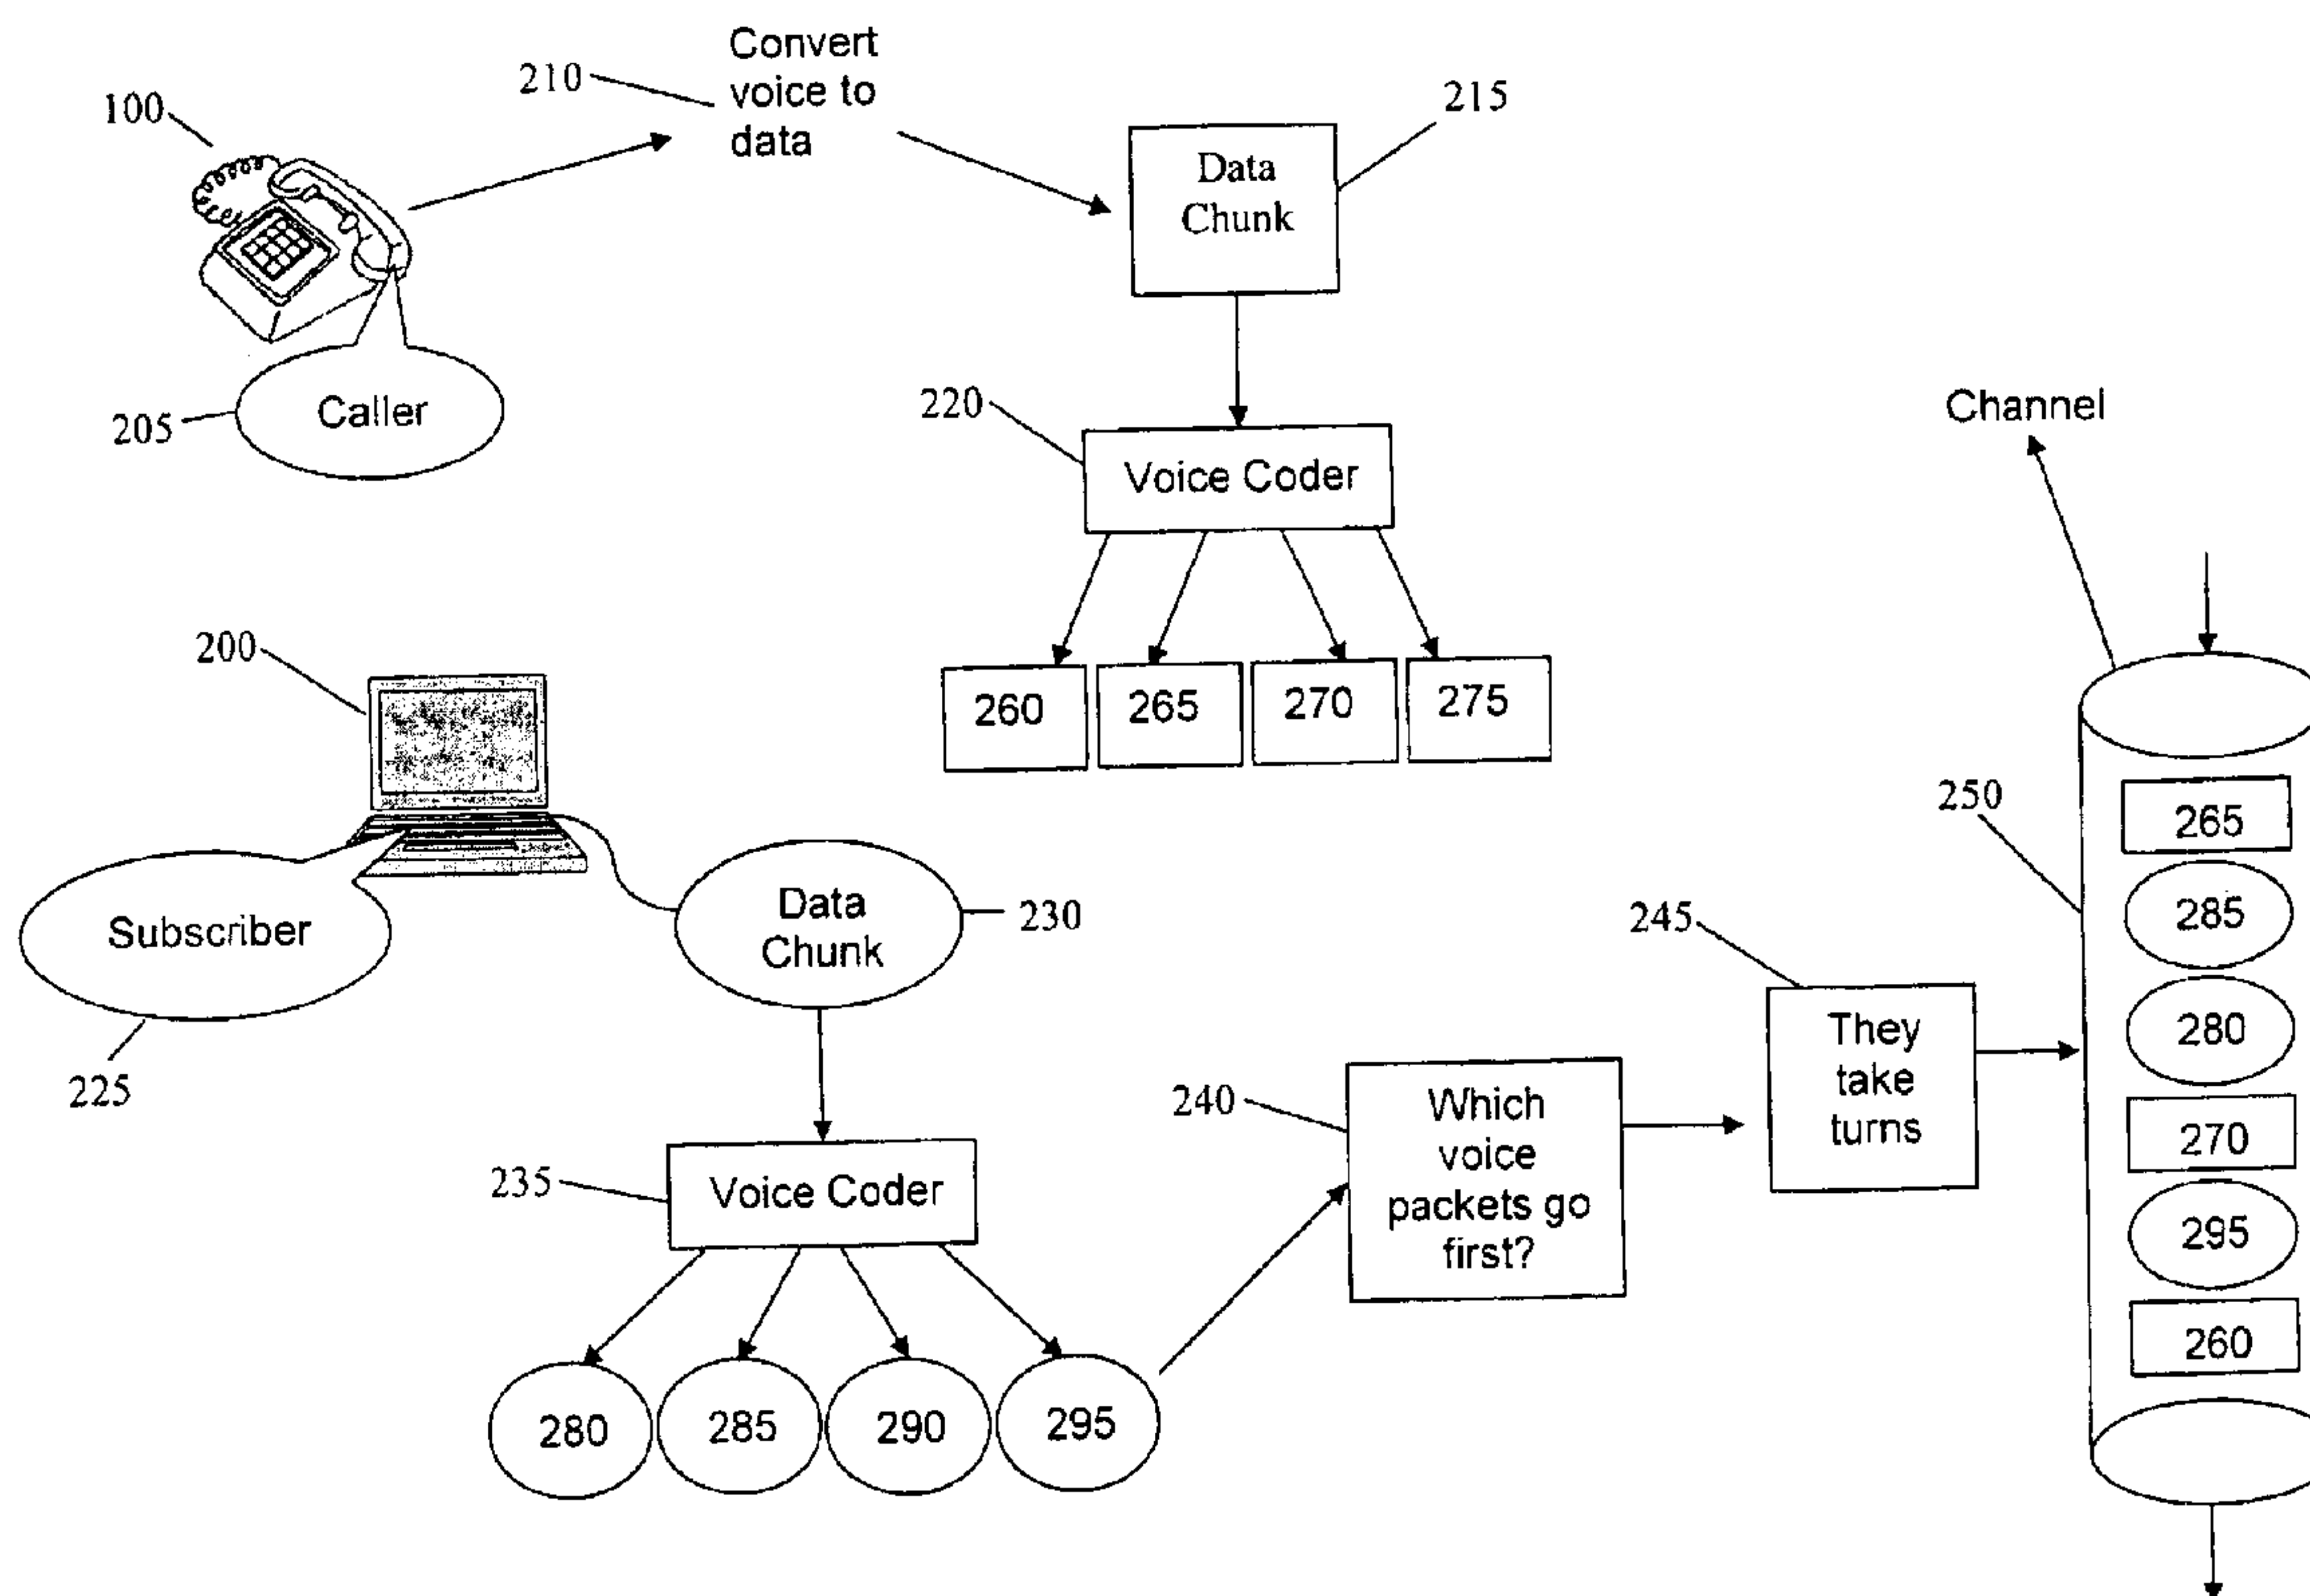 100
210
Convert
voice to
data
215
Data
Chunk
205
Caller
220
Voice Coder
Channel
260
265
270
275
200
Subscriber
225
Data
Chunk
230
235
Voice Coder
280
285
290
295
240
Which
voice
packets go
first?
245
They
take
turns
250
265
285
280
270
295
260